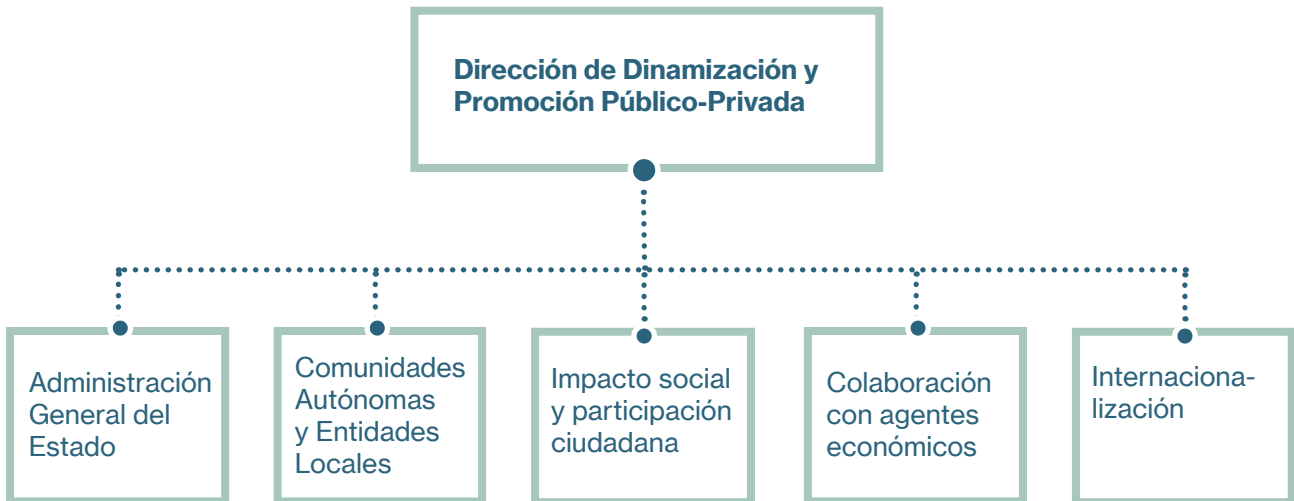 Dirección de Dinamización y
Promoción Público-Privada
Administración
General del
Estado
Comunidades
Autónomas
y Entidades
Locales
Impacto social
y participación
ciudadana
Colaboración
con agentes
económicos
Internaciona-
lización